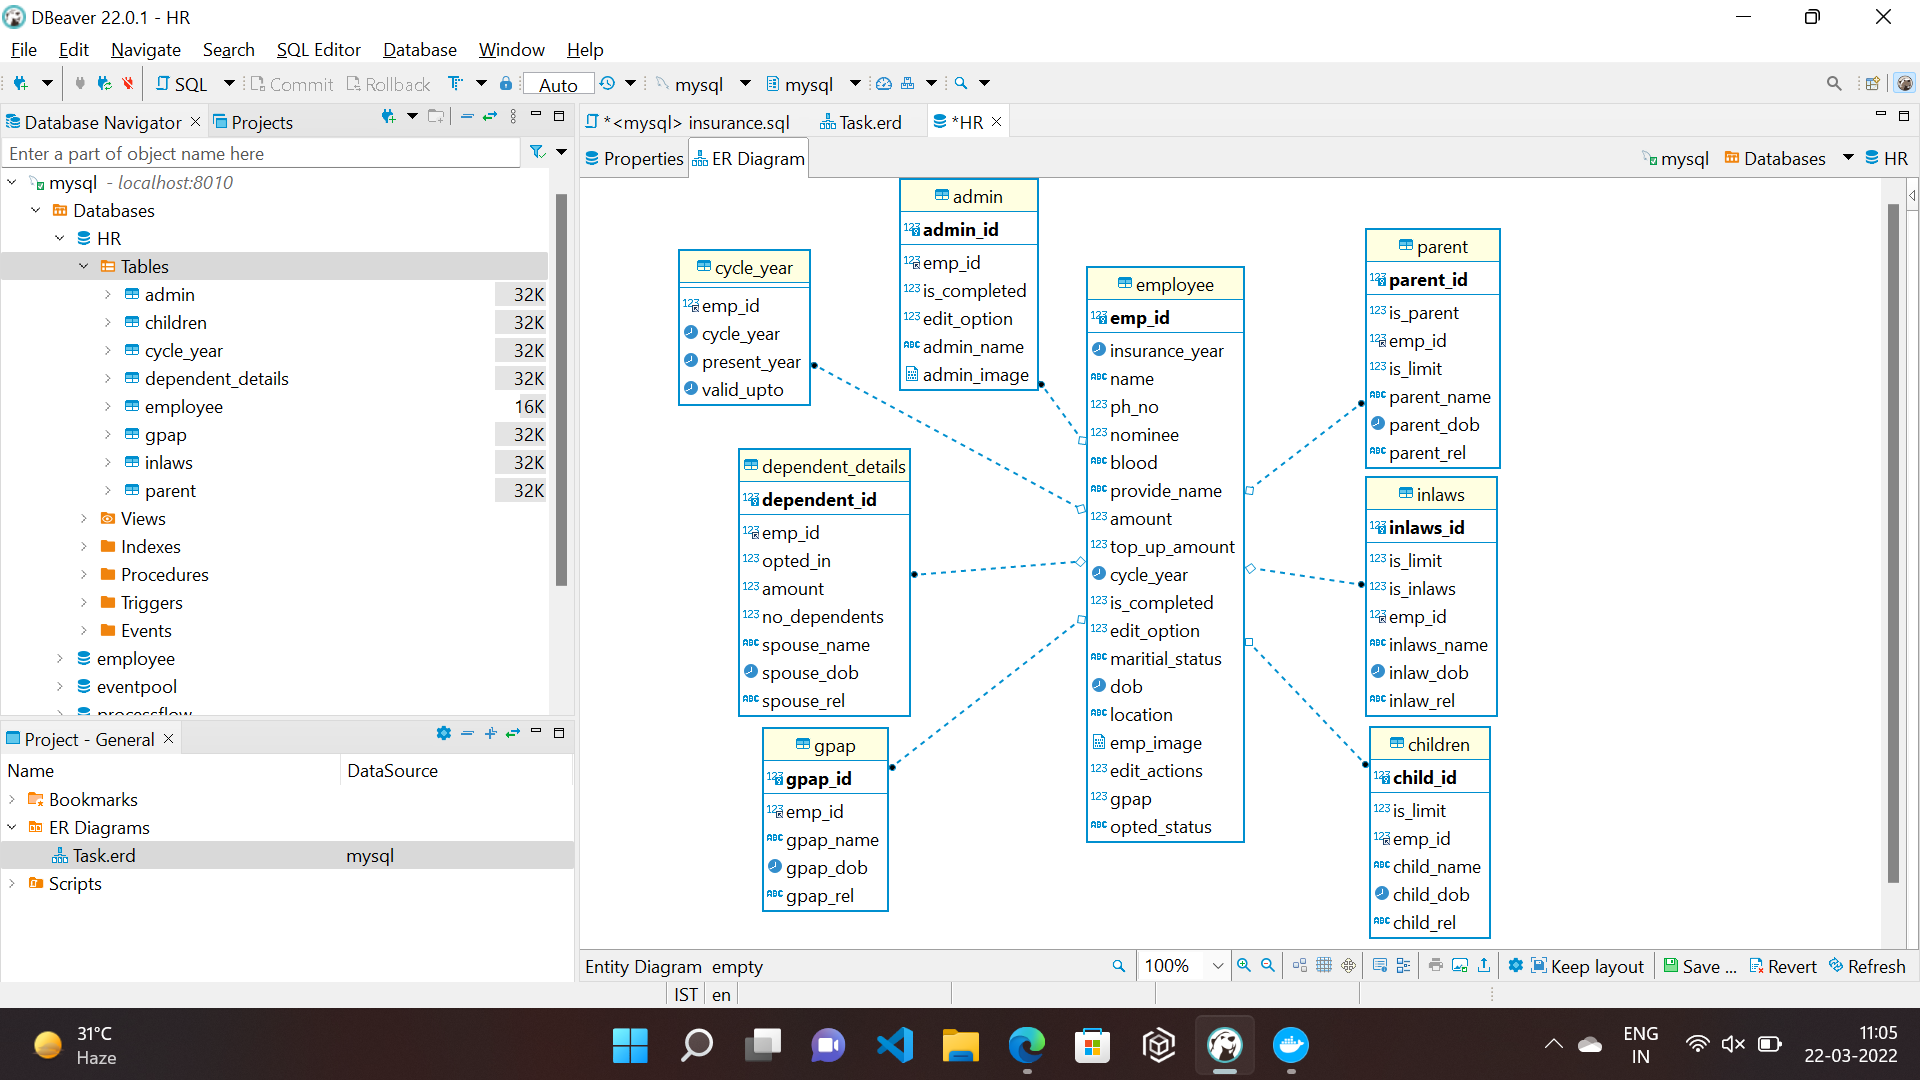 DBeaver 22.0.1 - HR
File Edit Navigate Search SQL Editor Database Window Help
SQL Commit Rollback Auto mysql mysql
Database Navigator Projects
Enter a part of object name here
mysql - localhost:8010
Databases
HR
Tables
admin 32K
children 32K
cycle_year 32K
dependent_details 32K
employee 16K
gpap 32K
inlaws 32K
parent 32K
Views
Indexes
Procedures
Triggers
Events
employee
eventpool
processflow
Project - General
Name DataSource
Bookmarks
ER Diagrams
Task.erd mysql
Scripts
*<mysql> insurance.sql Task.erd *HR
Properties ER Diagram mysql Databases HR
cycle_year
emp_id
cycle_year
present_year
valid_upto
admin
admin_id
emp_id
is_completed
edit_option
admin_name
admin_image
dependent_details
dependent_id
emp_id
opted_in
amount
no_dependents
spouse_name
spouse_dob
spouse_rel
gpap
gpap_id
emp_id
gpap_name
gpap_dob
gpap_rel
employee
emp_id
insurance_year
name
ph_no
nominee
blood
provide_name
amount
top_up_amount
cycle_year
is_completed
edit_option
maritial_status
dob
location
emp_image
edit_actions
gpap
opted_status
parent
parent_id
is_parent
emp_id
is_limit
parent_name
parent_dob
parent_rel
inlaws
inlaws_id
is_limit
is_inlaws
emp_id
inlaws_name
inlaw_dob
inlaw_rel
children
child_id
is_limit
emp_id
child_name
child_dob
child_rel
Entity Diagram empty 100% Keep layout Save ... Revert Refresh
IST en
31°C
Haze
ENG
IN
11:05
22-03-2022